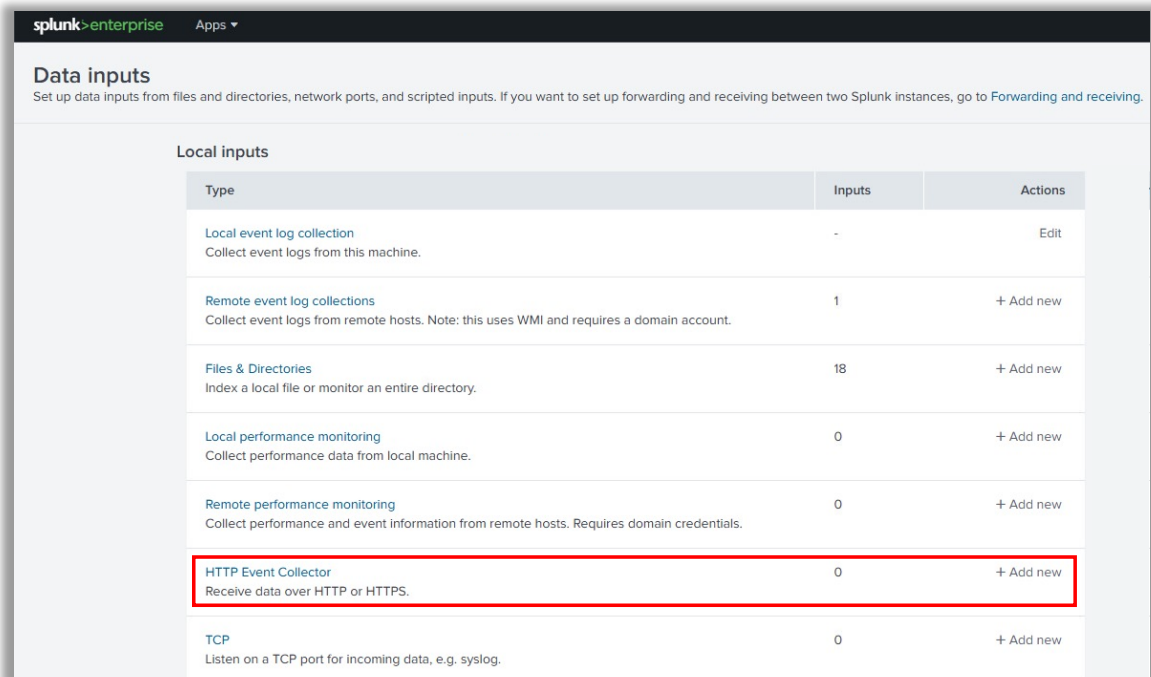 splunk>enterprise Apps
Data inputs
Set up data inputs from files and directories, network ports, and scripted inputs. If you want to set up forwarding and receiving between two Splunk instances, go to Forwarding and receiving.
Local inputs
Type Inputs Actions
Local event log collection - Edit
Collect event logs from this machine.
Remote event log collections 1 + Add new
Collect event logs from remote hosts. Note: this uses WMI and requires a domain account.
Files & Directories 18 + Add new
Index a local file or monitor an entire directory.
Local performance monitoring 0 + Add new
Collect performance data from local machine.
Remote performance monitoring 0 + Add new
Collect performance and event information from remote hosts. Requires domain credentials.
HTTP Event Collector 0 + Add new
Receive data over HTTP or HTTPS.
TCP 0 + Add new
Listen on a TCP port for incoming data, e.g. syslog.